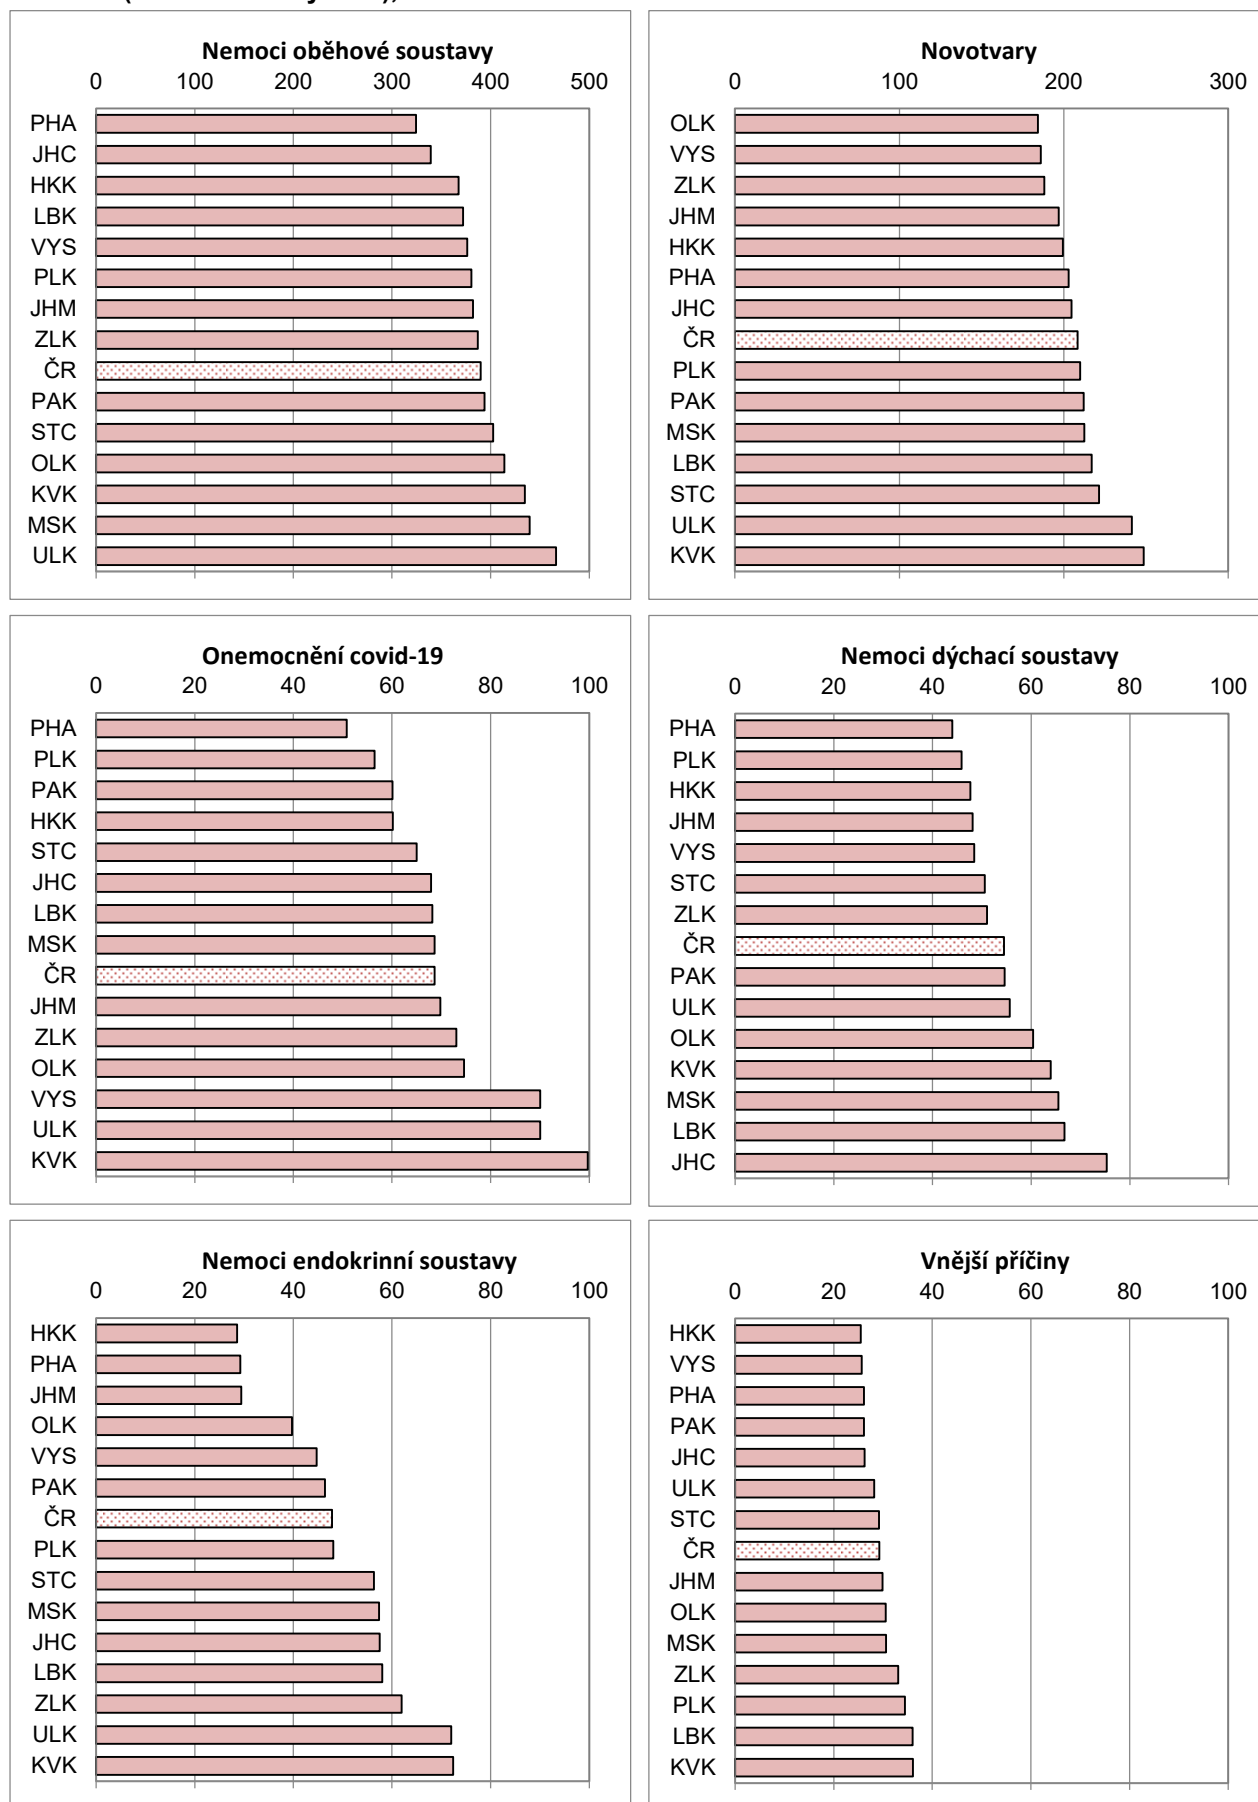 Nemoci oběhové soustavy
0 100 200 300 400 500
PHA
JHC
HKK
LBK
VYS
PLK
JHM
ZLK
ČR
PAK
STC
OLK
KVK
MSK
ULK
Novotvary
0 100 200 300
OLK
VYS
ZLK
JHM
HKK
PHA
JHC
ČR
PLK
PAK
MSK
LBK
STC
ULK
KVK
Onemocnění covid-19
0 20 40 60 80 100
PHA
PLK
PAK
HKK
STC
JHC
LBK
MSK
ČR
JHM
ZLK
OLK
VYS
ULK
KVK
Nemoci dýchací soustavy
0 20 40 60 80 100
PHA
PLK
HKK
JHM
VYS
STC
ZLK
ČR
PAK
ULK
OLK
KVK
MSK
LBK
JHC
Nemoci endokrinní soustavy
0 20 40 60 80 100
HKK
PHA
JHM
OLK
VYS
PAK
ČR
PLK
STC
MSK
JHC
LBK
ZLK
ULK
KVK
Vnější příčiny
0 20 40 60 80 100
HKK
VYS
PHA
PAK
JHC
ULK
STC
ČR
JHM
OLK
MSK
ZLK
PLK
LBK
KVK